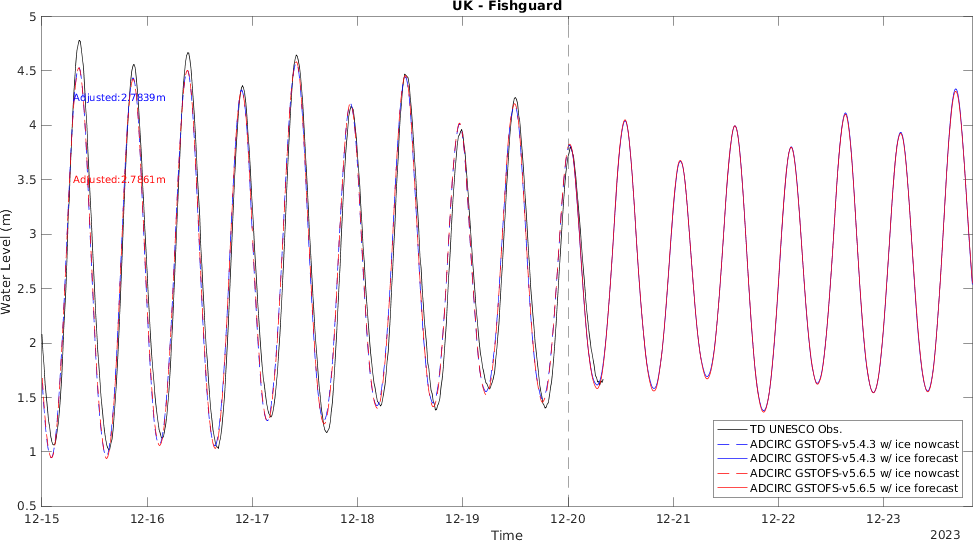 UK - Fishguard
5
4.5
4
3.5
3
2.5
2
1.5
1
0.5
Water Level (m)
Adjusted:2.7839m
Adjusted:2.7861m
TD UNESCO Obs.
ADCIRC GSTOFS-v5.4.3 w/ ice nowcast
ADCIRC GSTOFS-v5.4.3 w/ ice forecast
ADCIRC GSTOFS-v5.6.5 w/ ice nowcast
ADCIRC GSTOFS-v5.6.5 w/ ice forecast
12-15 12-16 12-17 12-18 12-19 12-20 12-21 12-22 12-23
Time
2023